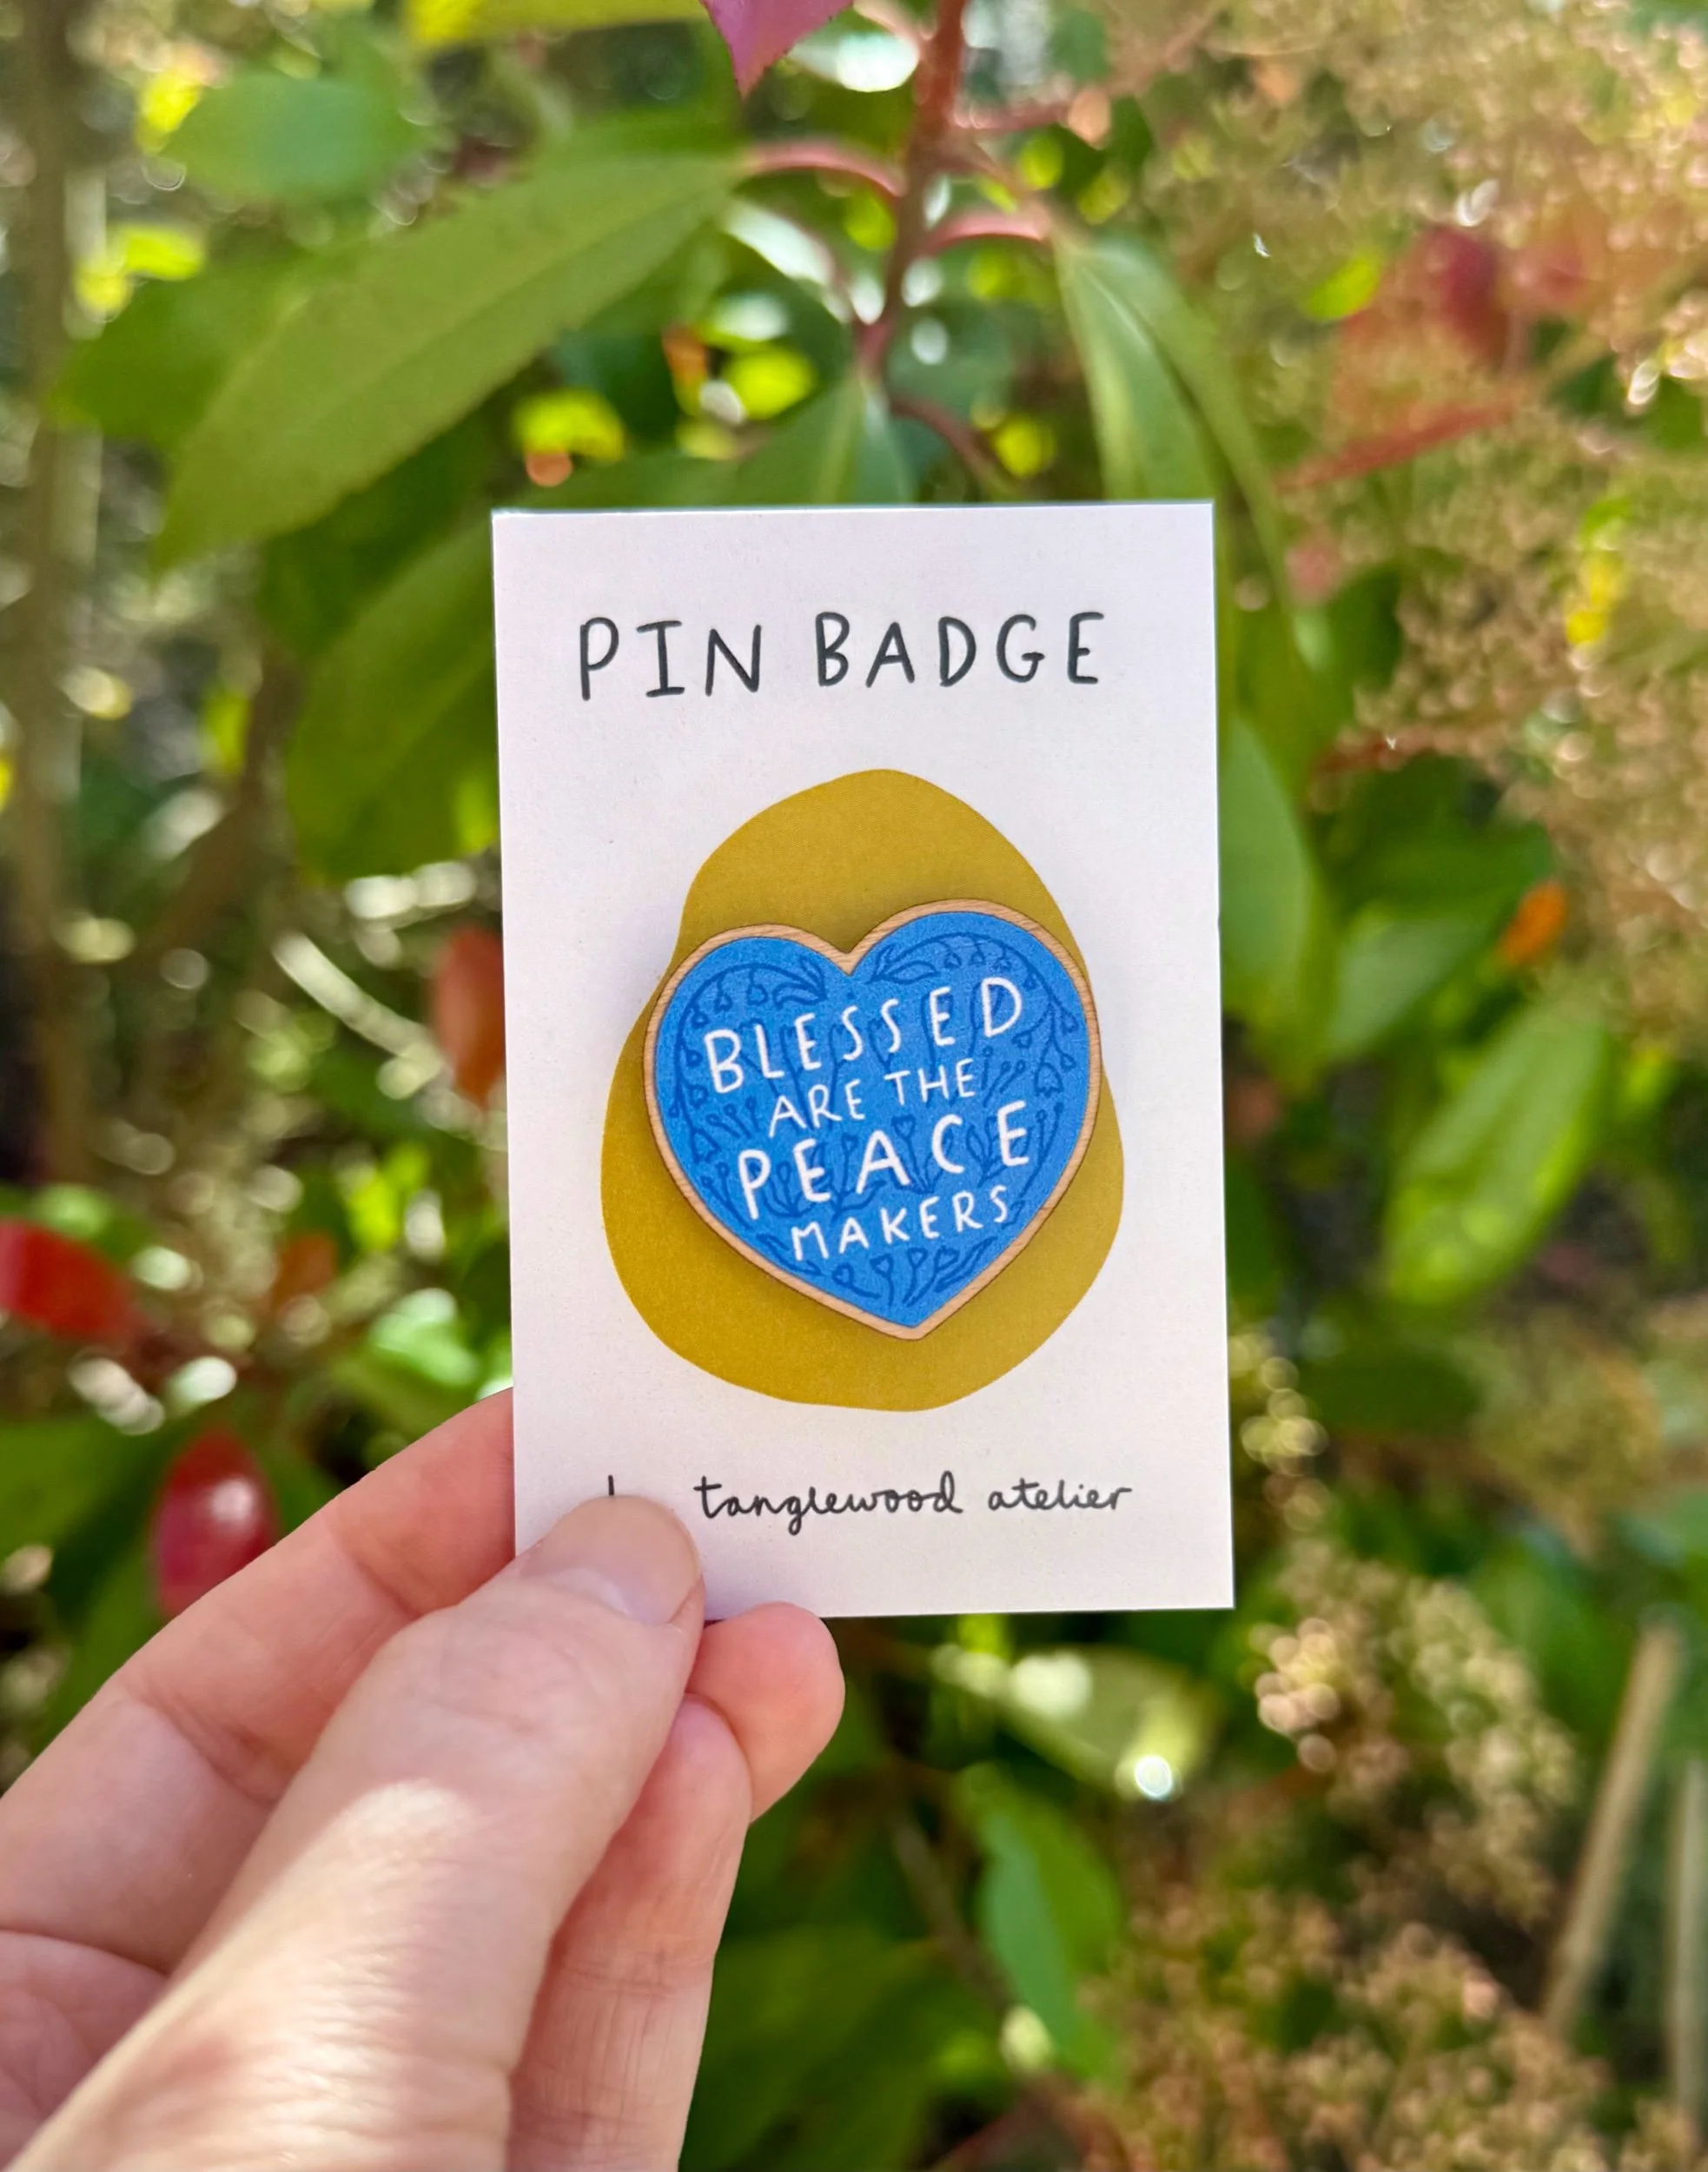 PIN BADGE
BLESSED
ARE THE
PEACE
MAKERS
tanglewood atelier